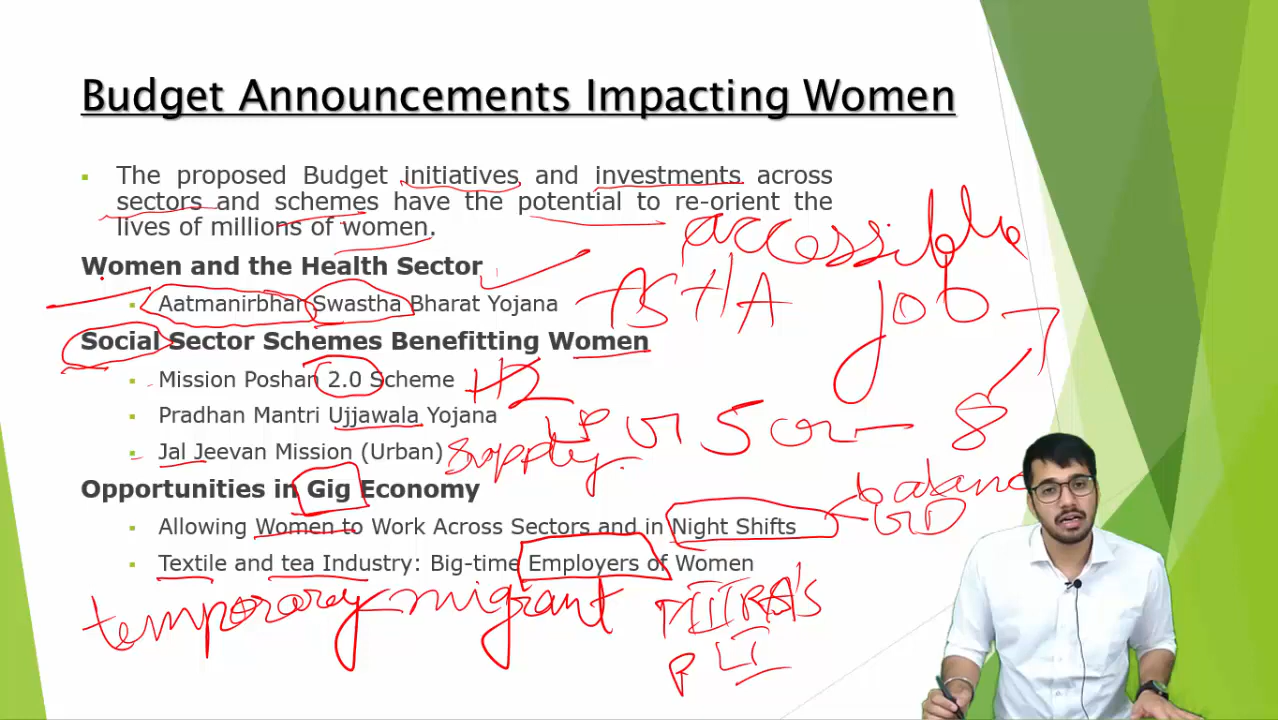 Budget Announcements Impacting Women
▪ The proposed Budget initiatives and investments across
sectors and schemes have the potential to re-orient the
lives of millions of women.
accessible
Women and the Health Sector
▪ Aatmanirbhar Swastha Bharat Yojana
ASHA
job
Social Sector Schemes Benefitting Women
▪ Mission Poshan 2.0 Scheme
▪ Pradhan Mantri Ujjawala Yojana
▪ Jal Jeevan Mission (Urban)
supply
Opportunities in Gig Economy
▪ Allowing Women to Work Across Sectors and in Night Shifts
balance
▪ Textile and tea Industry: Big-time Employers of Women
temporary migrant
MITRA's
PLI